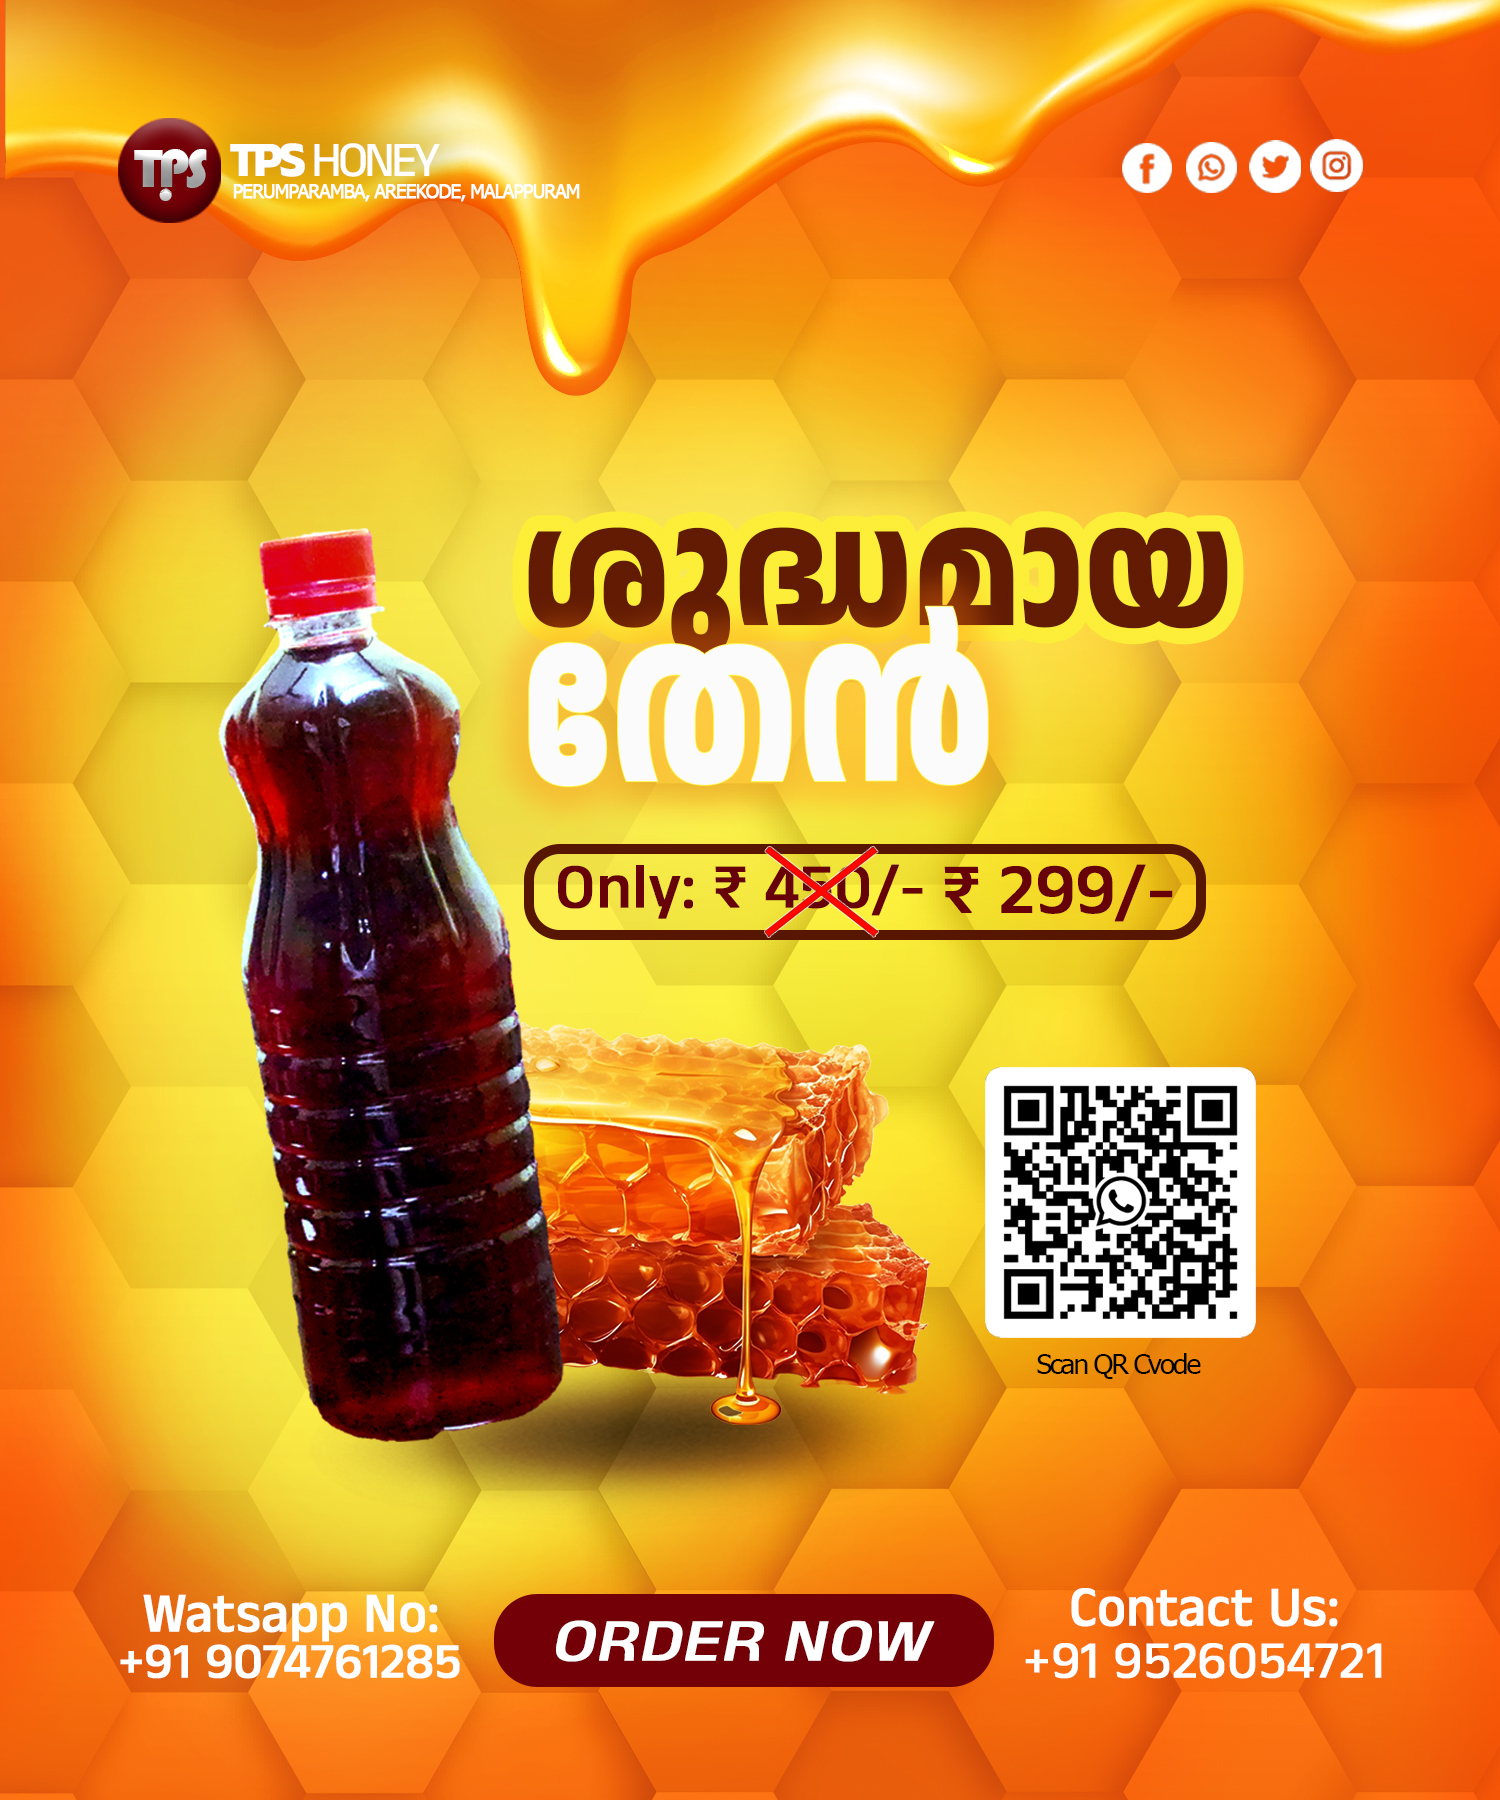 TPS
TPS HONEY
PERUMPARAMBA, AREEKODE, MALAPPURAM
ശുദ്ധമായ
തേൻ
Only: ₹ 450/- ₹ 299/-
Scan QR Cvode
Watsapp No:
+91 9074761285
ORDER NOW
Contact Us:
+91 9526054721